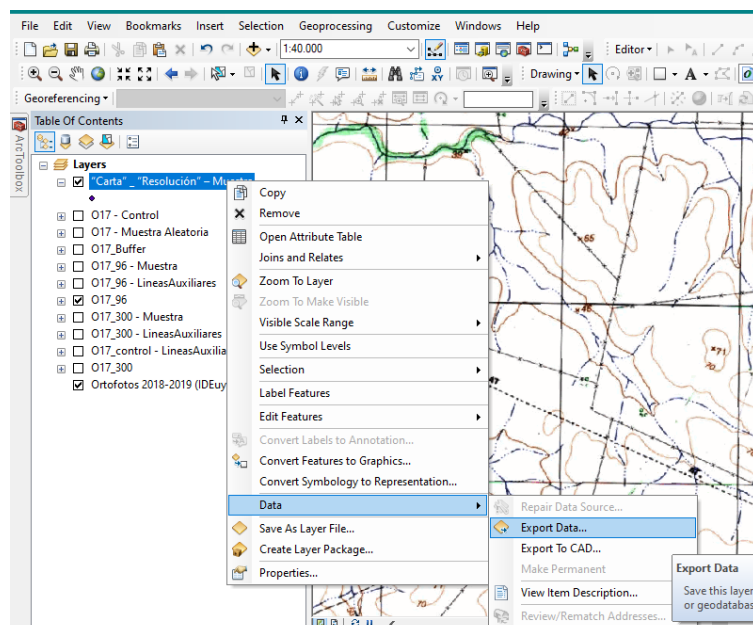 File Edit View Bookmarks Insert Selection Geoprocessing Customize Windows Help
1:40.000
Editor
Drawing
A
Georeferencing
Table Of Contents
ArcToolbox
Layers
"Carta" _ "Resolución" – Muestra
O17 - Control
O17 - Muestra Aleatoria
O17_Buffer
O17_96 - Muestra
O17_96 - LineasAuxiliares
O17_96
O17_300 - Muestra
O17_300 - LineasAuxiliares
O17_control - LineasAuxilia
O17_300
Ortofotos 2018-2019 (IDEuy
Copy
Remove
Open Attribute Table
Joins and Relates
Zoom To Layer
Zoom To Make Visible
Visible Scale Range
Use Symbol Levels
Selection
Label Features
Edit Features
Convert Labels to Annotation...
Convert Features to Graphics...
Convert Symbology to Representation...
Data
Save As Layer File...
Create Layer Package...
Properties...
Repair Data Source...
Export Data...
Export To CAD...
Make Permanent
View Item Description...
Review/Rematch Addresses...
Export Data
Save this layer
or geodatabas
65
46
71
70
47
70